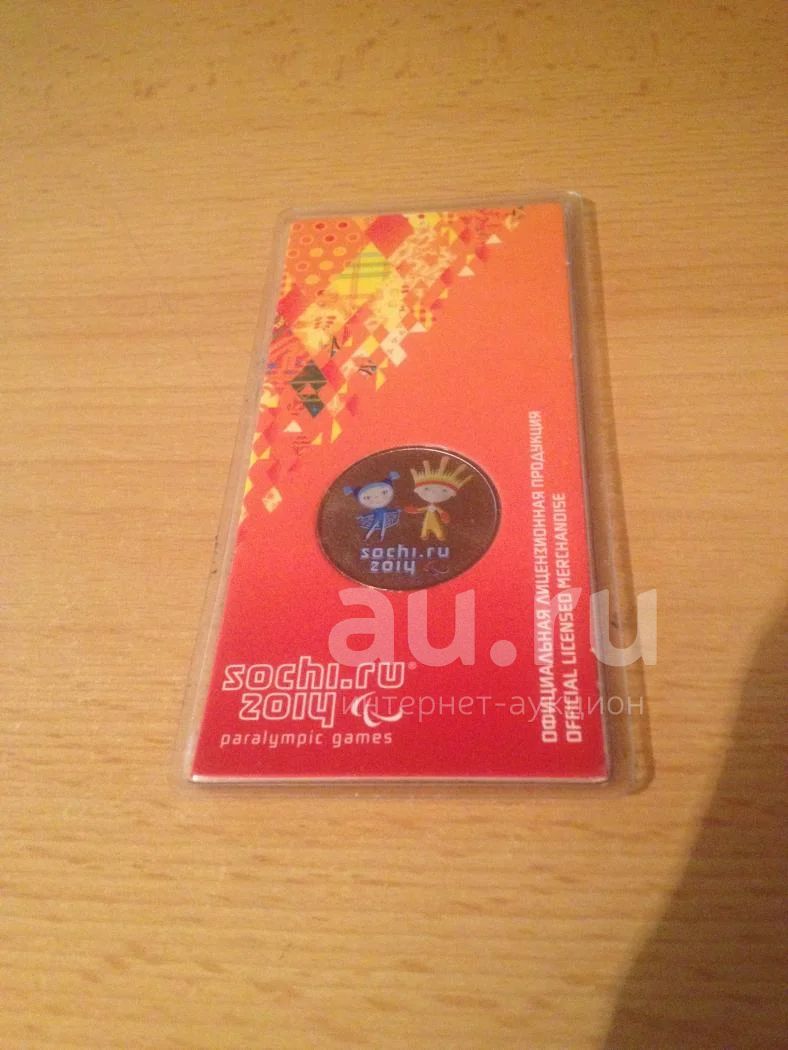 sochi.ru
2014
sochi.ru
2014
paralympic games
ОФИЦИАЛЬНАЯ ЛИЦЕНЗИОННАЯ ПРОДУКЦИЯ
OFFICIAL LICENSED MERCHANDISE
au.ru
интернет-аукцион